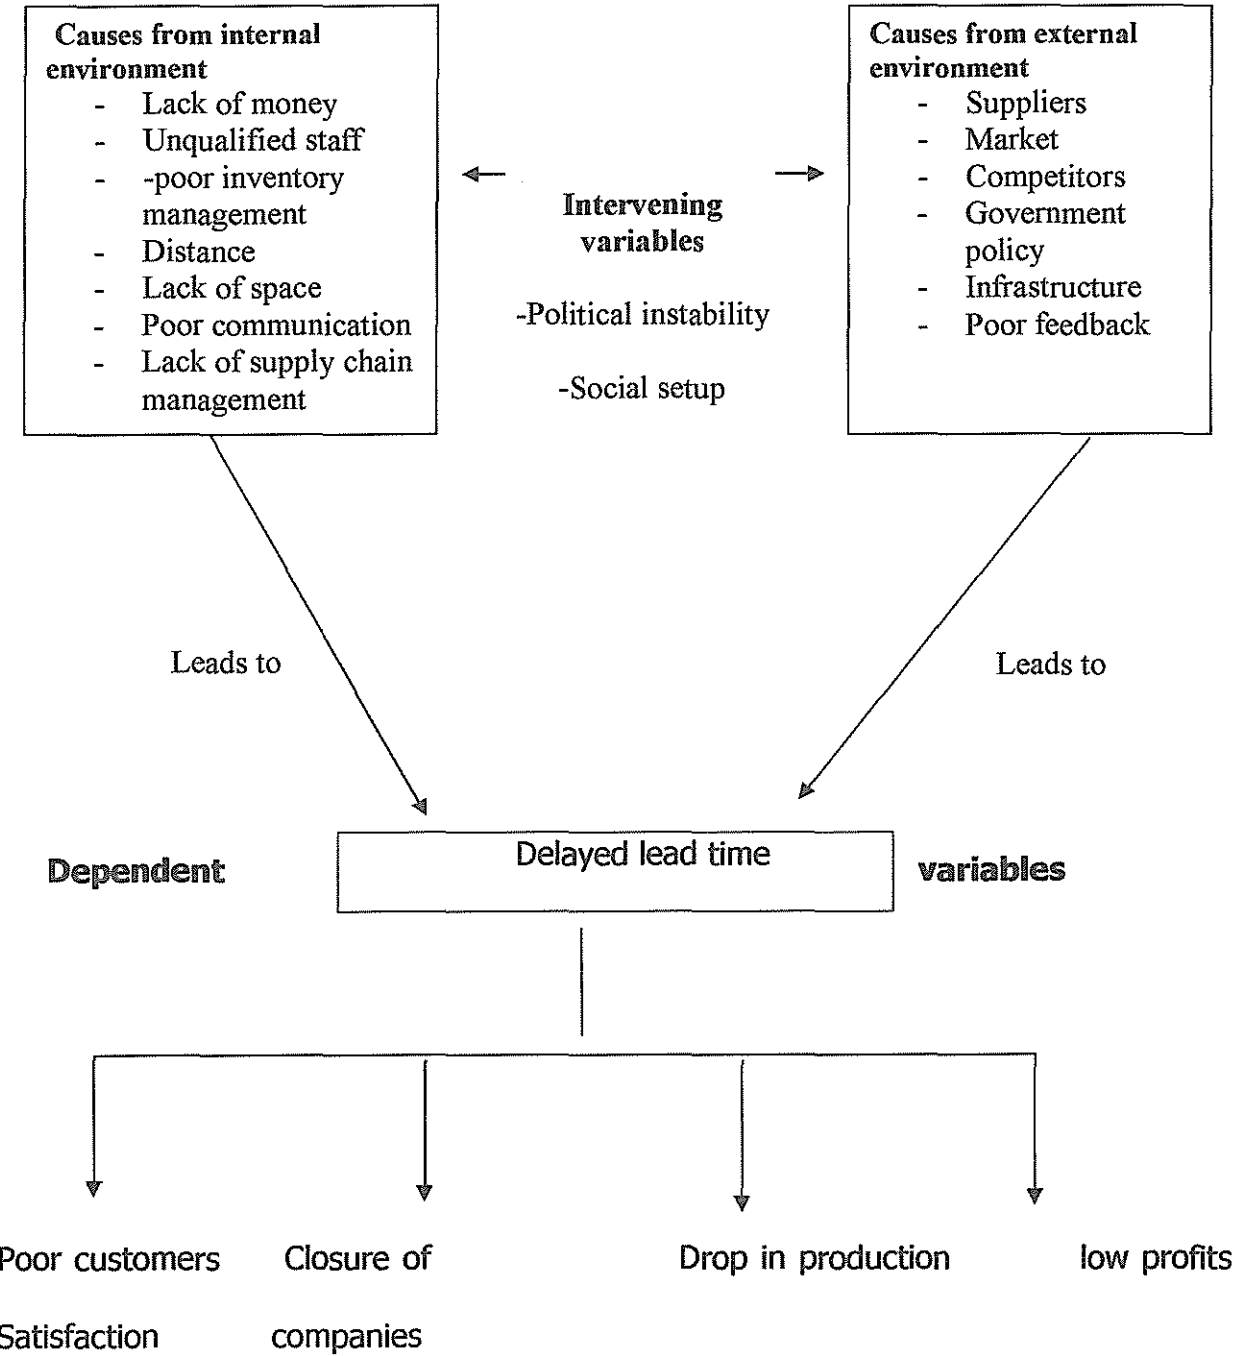 Causes from internal
environment
- Lack of money
- Unqualified staff
- -poor inventory
management
- Distance
- Lack of space
- Poor communication
- Lack of supply chain
management
Intervening
variables
-Political instability
-Social setup
Causes from external
environment
- Suppliers
- Market
- Competitors
- Government
policy
- Infrastructure
- Poor feedback
Leads to
Leads to
Dependent
Delayed lead time
variables
Poor customers
Satisfaction
Closure of
companies
Drop in production
low profits